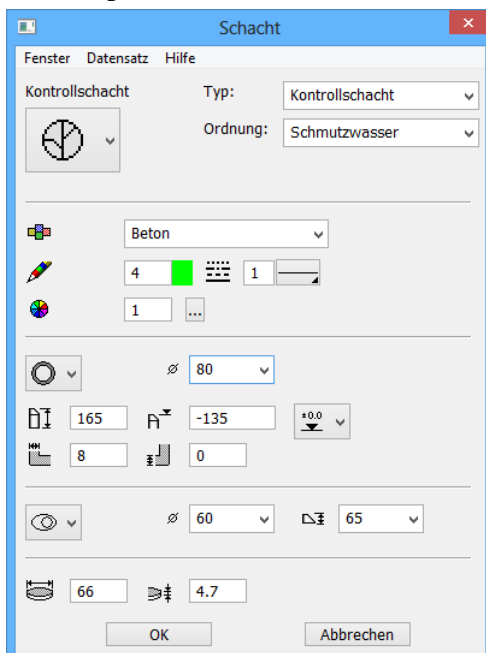 Schacht
Fenster Datensatz Hilfe
Kontrollschacht Typ: Kontrollschacht
Ordnung: Schmutzwasser
Beton
4 1
1 ...
ø 80
165 -135 ±0.0
8 0
ø 60 65
66 4.7
OK Abbrechen